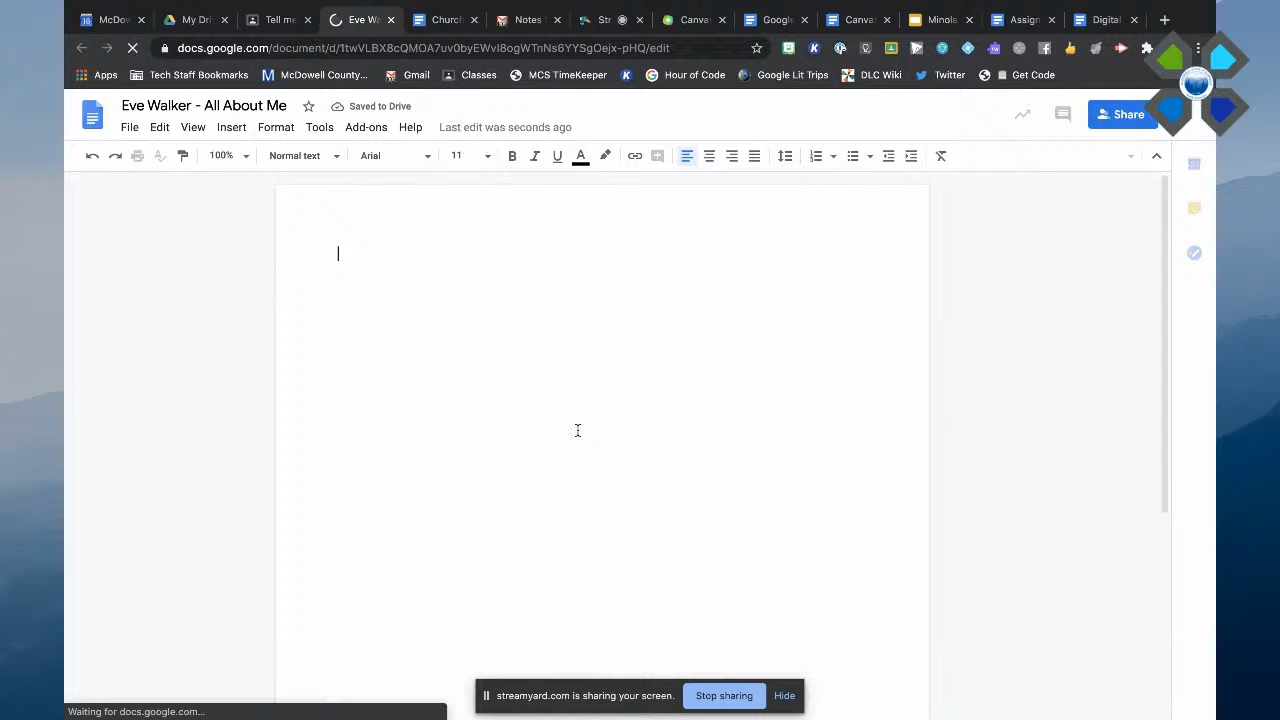 McDow
My Dri
Tell me
Eve Wa
Church
Notes
Stre
Canva
Google
Canva
Minola
Assign
Digital
docs.google.com/document/d/1twVLBX8cQMOA7uv0byEWvI8ogWTnNs6YYSgOejx-pHQ/edit
Apps
Tech Staff Bookmarks
McDowell County...
Gmail
Classes
MCS TimeKeeper
Hour of Code
Google Lit Trips
DLC Wiki
Twitter
Get Code
Eve Walker - All About Me
Saved to Drive
File Edit View Insert Format Tools Add-ons Help Last edit was seconds ago
Share
100% Normal text Arial 11 B I U A
streamyard.com is sharing your screen. Stop sharing Hide
Waiting for docs.google.com...